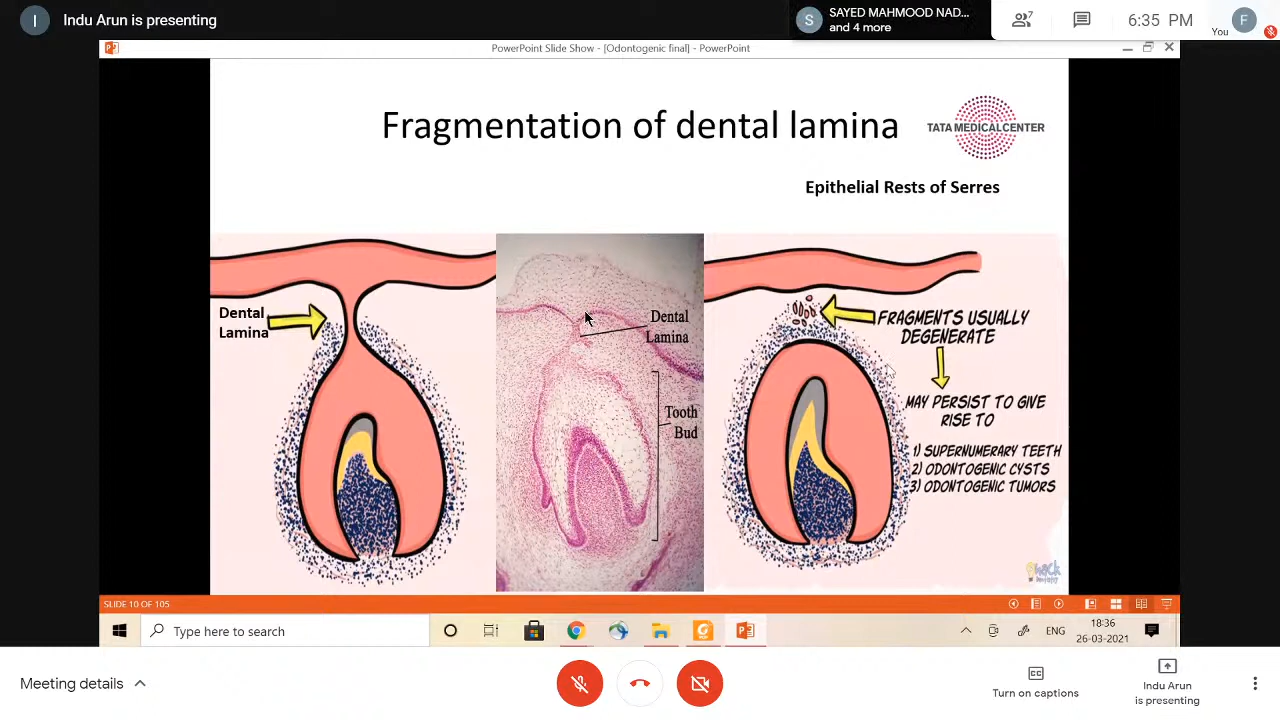 I
Indu Arun is presenting
S
SAYED MAHMOOD NAD...
and 4 more
7
6:35 PM
You
F
PowerPoint Slide Show - [Odontogenic final] - PowerPoint
Fragmentation of dental lamina
TATA MEDICAL CENTER
Epithelial Rests of Serres
Dental
Lamina
Dental
Lamina
Tooth
Bud
FRAGMENTS USUALLY
DEGENERATE
MAY PERSIST TO GIVE
RISE TO
1) SUPERNUMERARY TEETH
2) ODONTOGENIC CYSTS
3) ODONTOGENIC TUMORS
SLIDE 10 OF 105
Type here to search
ENG
18:36
26-03-2021
Meeting details
CC
Turn on captions
Indu Arun
is presenting